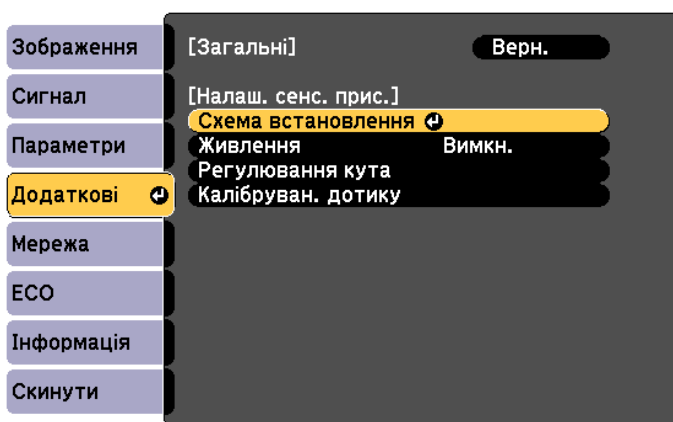 Зображення
Сигнал
Параметри
Додаткові
Мережа
ECO
Інформація
Скинути
[Загальні] Верн.
[Налаш. сенс. прис.]
Схема встановлення
Живлення Вимкн.
Регулювання кута
Калібруван. дотику